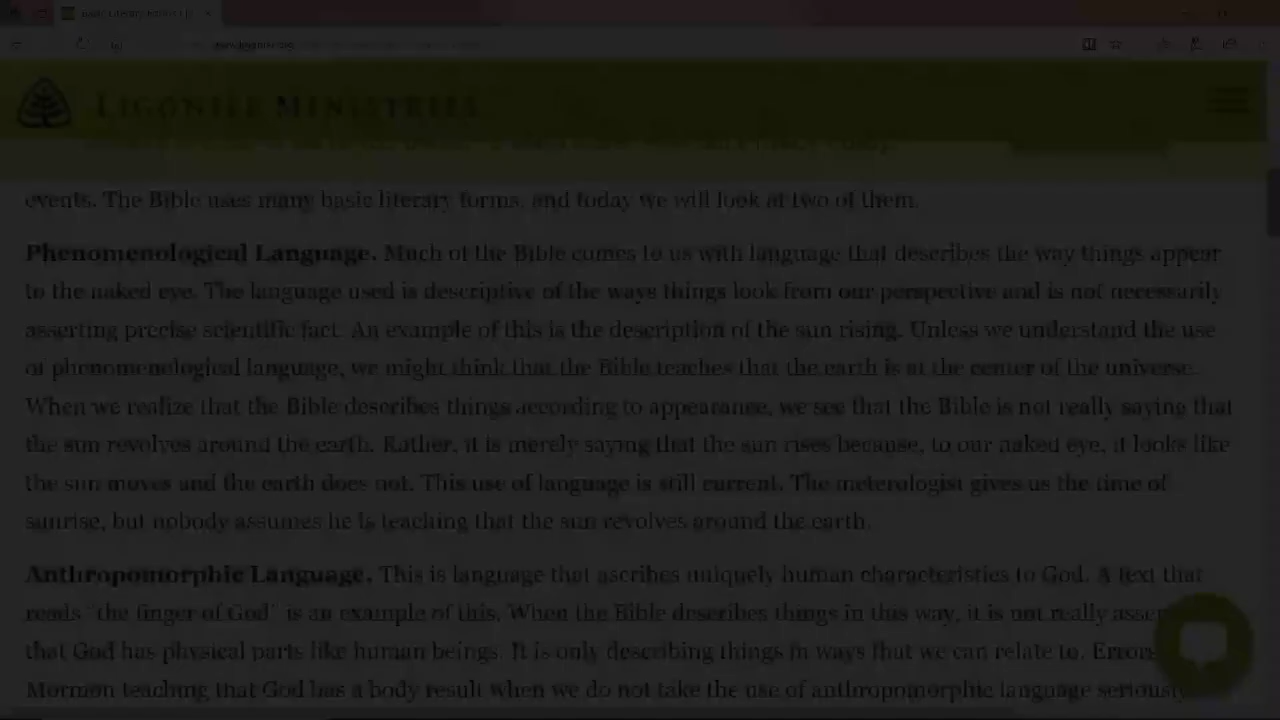 Basic Literary Forms
LIGONIER MINISTRIES
events. The Bible uses many basic literary forms, and today we will look at two of them.
Phenomenological Language. Much of the Bible comes to us with language that describes the way things appear
to the naked eye. The language used is descriptive of the ways things look from our perspective and is not necessarily
asserting precise scientific fact. An example of this is the description of the sun rising. Unless we understand the use
of phenomenological language, we might think that the Bible teaches that the earth is at the center of the universe.
When we realize that the Bible describes things according to appearance, we see that the Bible is not really saying that
the sun revolves around the earth. Rather, it is merely saying that the sun rises because, to our naked eye, it looks like
the sun moves and the earth does not. This use of language is still current. The meterologist gives us the time of
sunrise, but nobody assumes he is teaching that the sun revolves around the earth.
Anthropomorphic Language. This is language that ascribes uniquely human characteristics to God. A text that
reads "the finger of God" is an example of this. When the Bible describes things in this way, it is not really asser
that God has physical parts like human beings. It is only describing things in ways that we can relate to. Errors
Mormon teaching that God has a body result when we do not take the use of anthropomorphic language seriously